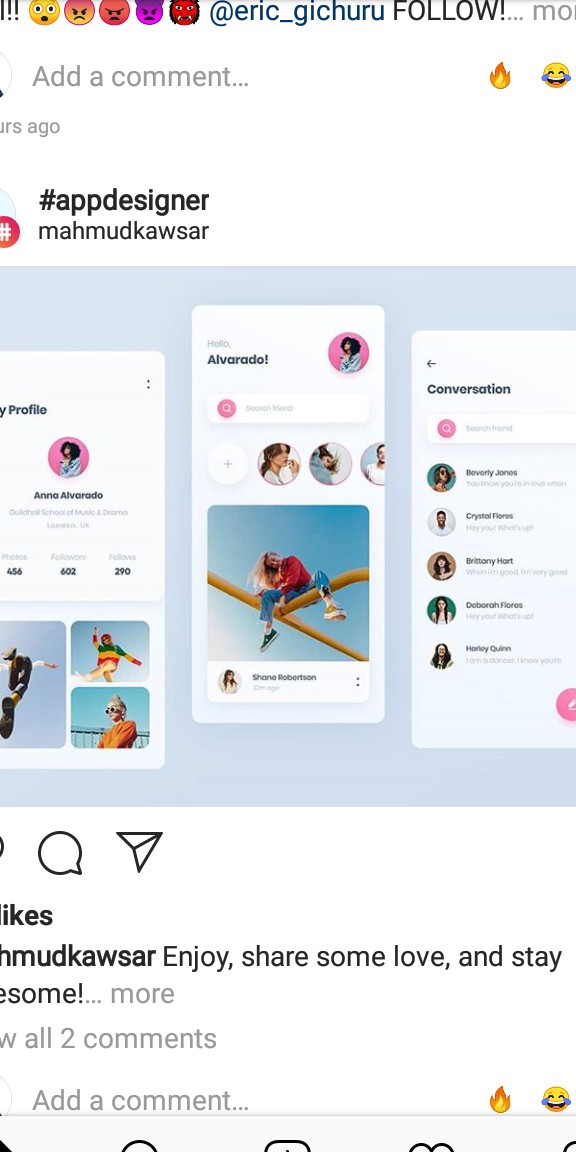 !! 😲😡😡👿👹 @eric_gichuru FOLLOW!... mor
Add a comment...
urs ago
#appdesigner
mahmudkawsar
y Profile
Anna Alvarado
Guildhall School of Music & Drama
London, UK
Photos Followers Follows
456 602 290
Hello,
Alvarado!
Search friend
Shane Robertson
32m ago
Conversation
Search friend
Beverly Jones
You know you're in love when
Crystal Flores
Hey you! What's up!
Brittany Hart
When I'm good, I'm very good
Deborah Floros
Hey you! What's up!
Harley Quinn
I am a dancer. I know you're
likes
hmudkawsar Enjoy, share some love, and stay
esome!... more
w all 2 comments
Add a comment...